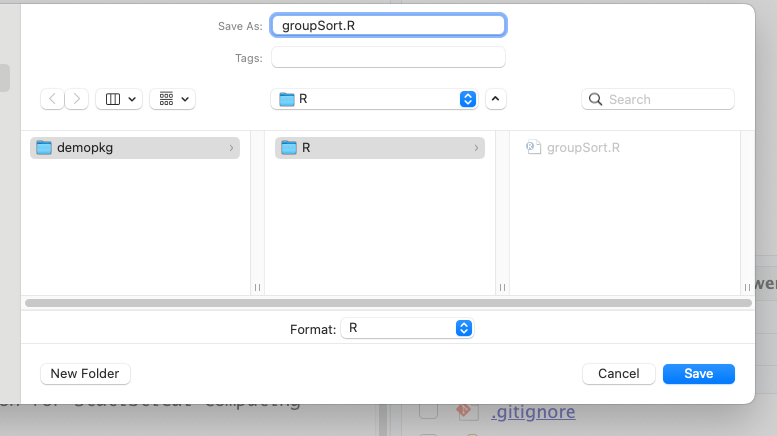 Save As: groupSort.R
Tags:
R
Search
demopkg
R
groupSort.R
Format: R
New Folder
Cancel
Save
.gitignore